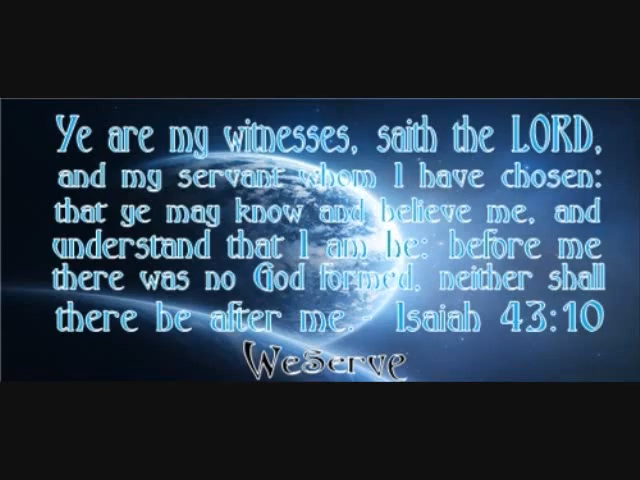 Ye are my witnesses, saith the LORD,
and my servant whom I have chosen:
that ye may know and believe me, and
understand that I am he: before me
there was no God formed, neither shall
there be after me.- Isaiah 43:10
WeServe